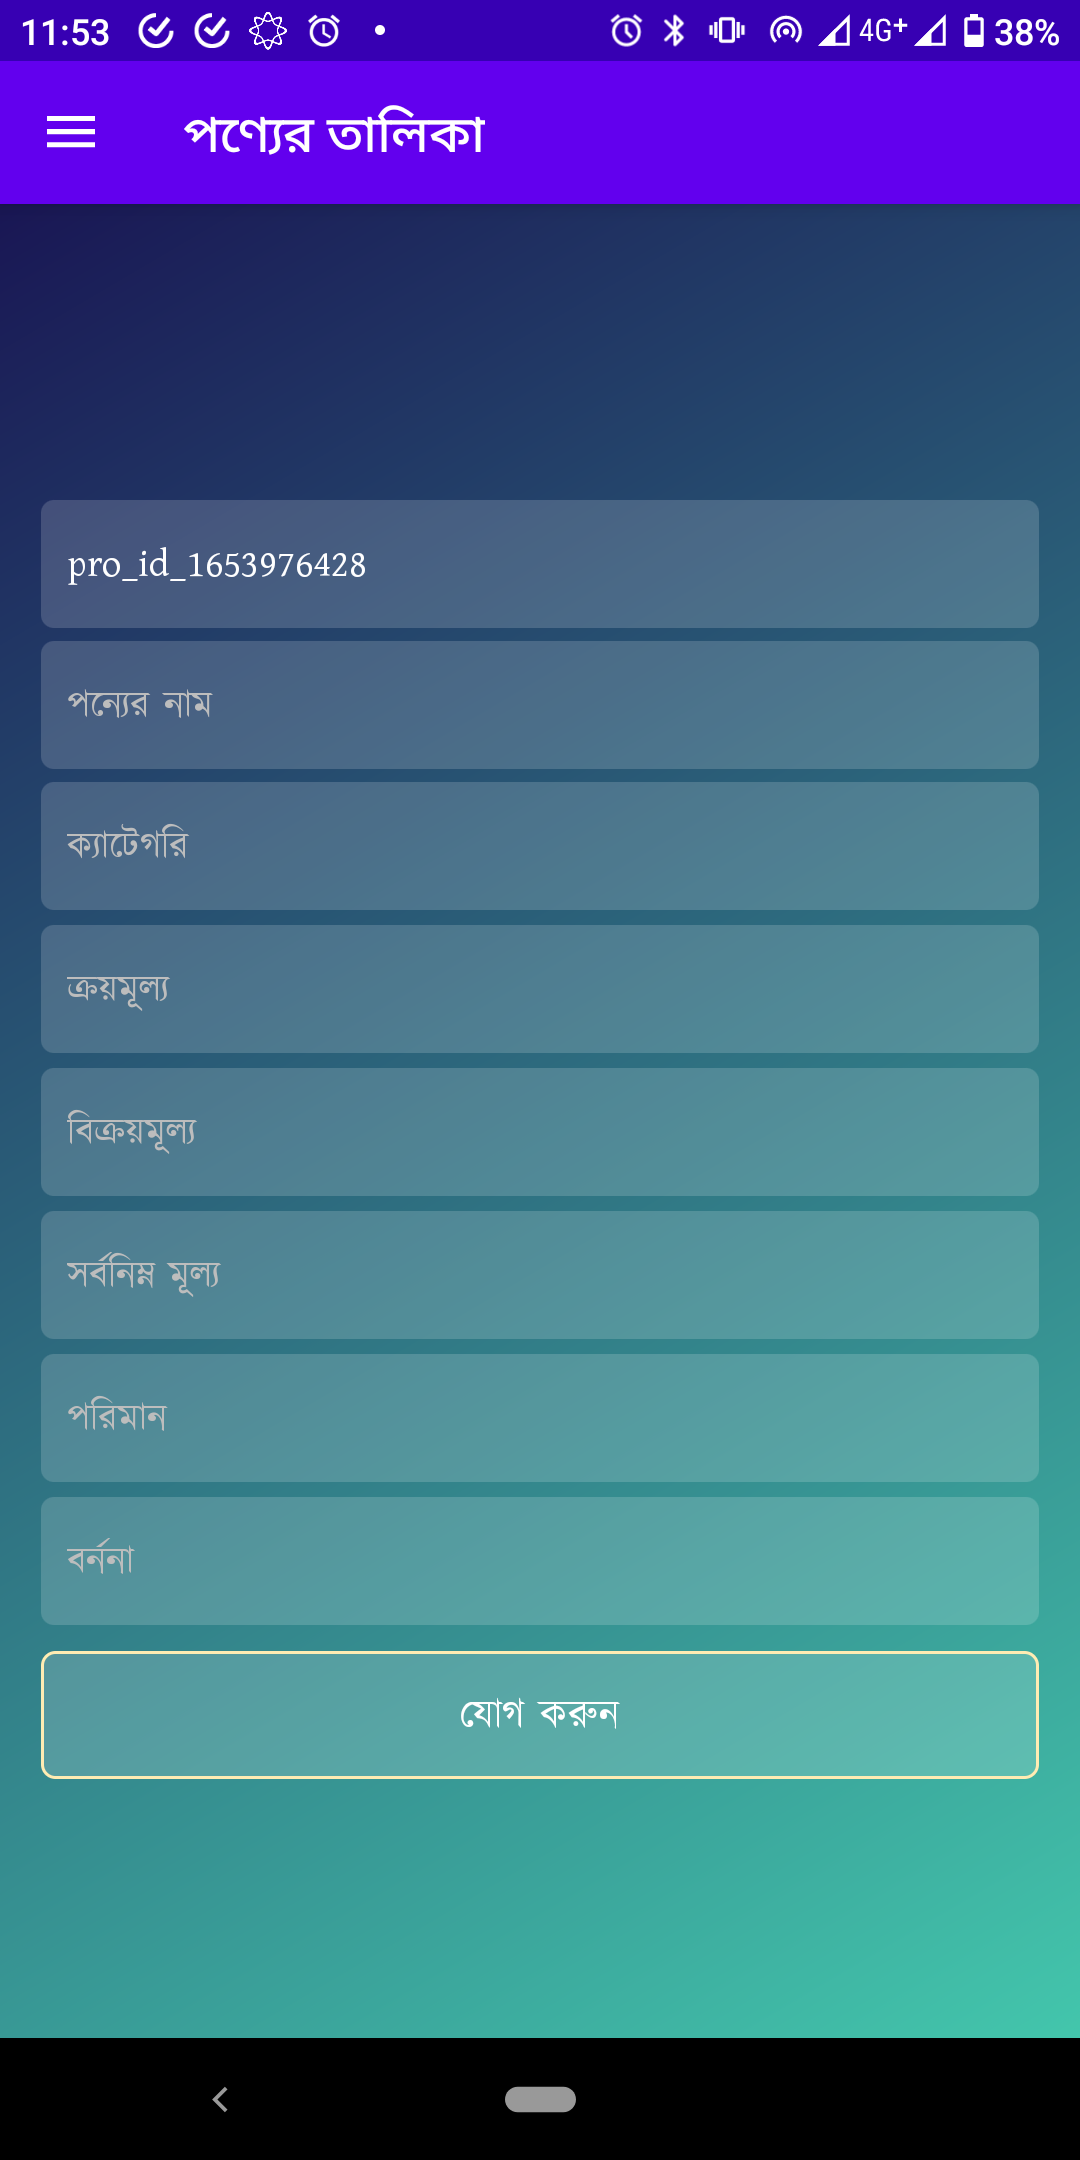 11:53 4G+ 38%
পণ্যের তালিকা
pro_id_1653976428
পন্যের নাম
ক্যাটেগরি
ক্রয়মূল্য
বিক্রয়মূল্য
সর্বনিম্ন মূল্য
পরিমান
বর্ননা
যোগ করুন